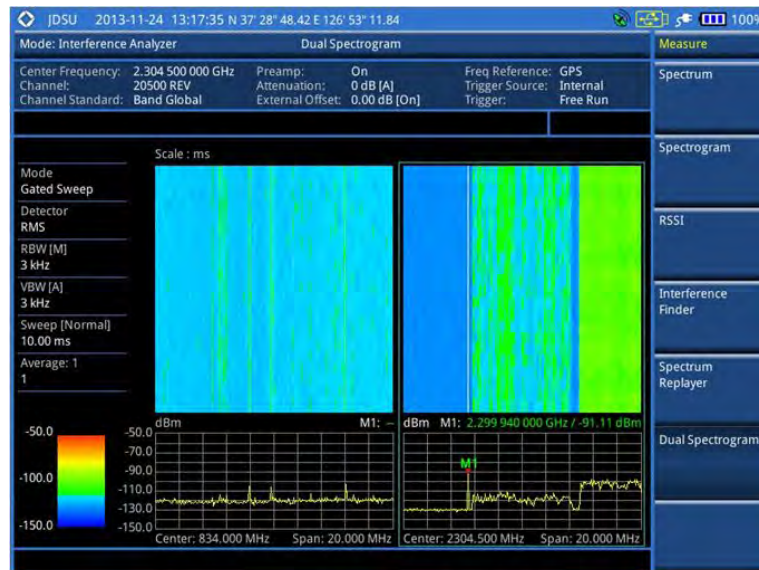 JDSU 2013-11-24 13:17:35 N 37' 28" 48.42 E 126' 53" 11.84 100%
Mode: Interference Analyzer Dual Spectrogram Measure
Center Frequency: 2.304 500 000 GHz Preamp: On Freq Reference: GPS
Channel: 20500 REV Attenuation: 0 dB [A] Trigger Source: Internal
Channel Standard: Band Global External Offset: 0.00 dB [On] Trigger: Free Run
Spectrum
Spectrogram
RSSI
Interference
Finder
Spectrum
Replayer
Dual Spectrogram
Scale : ms
Mode
Gated Sweep
Detector
RMS
RBW [M]
3 kHz
VBW [A]
3 kHz
Sweep [Normal]
10.00 ms
Average: 1
1
-50.0
-100.0
-150.0
dBm M1: --
-50.0
-70.0
-90.0
-110.0
-130.0
-150.0
Center: 834.000 MHz Span: 20.000 MHz
dBm M1: 2.299 940 000 GHz / -91.11 dBm
M1
Center: 2304.500 MHz Span: 20.000 MHz